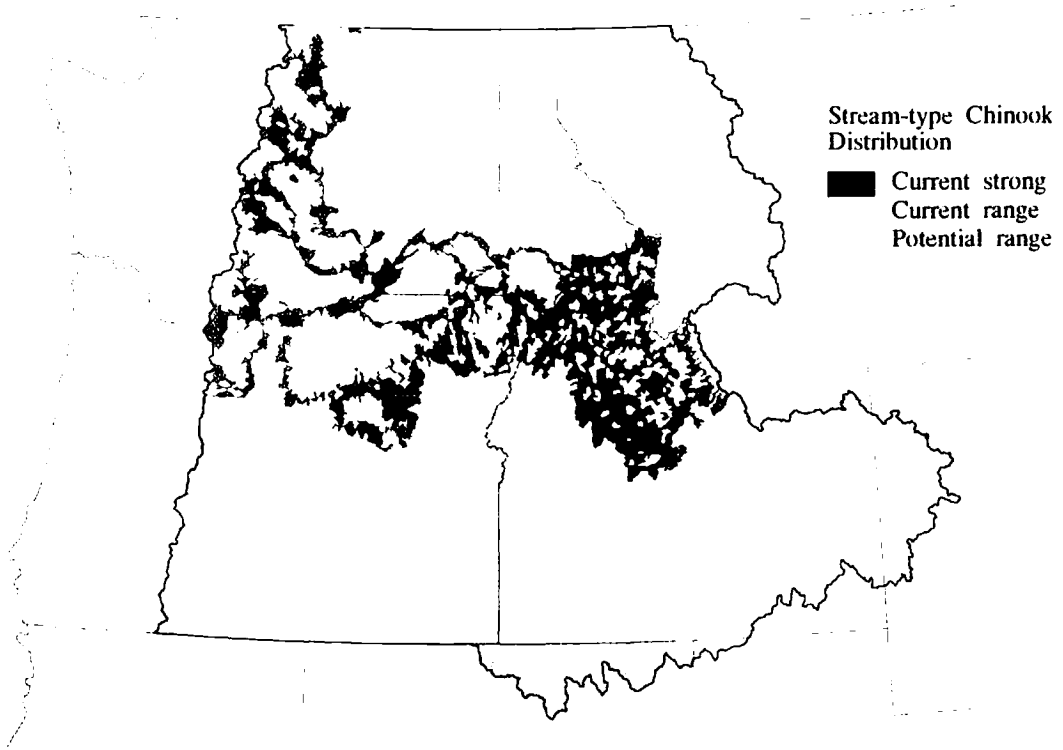 Stream-type Chinook
Distribution
Current strong
Current range
Potential range